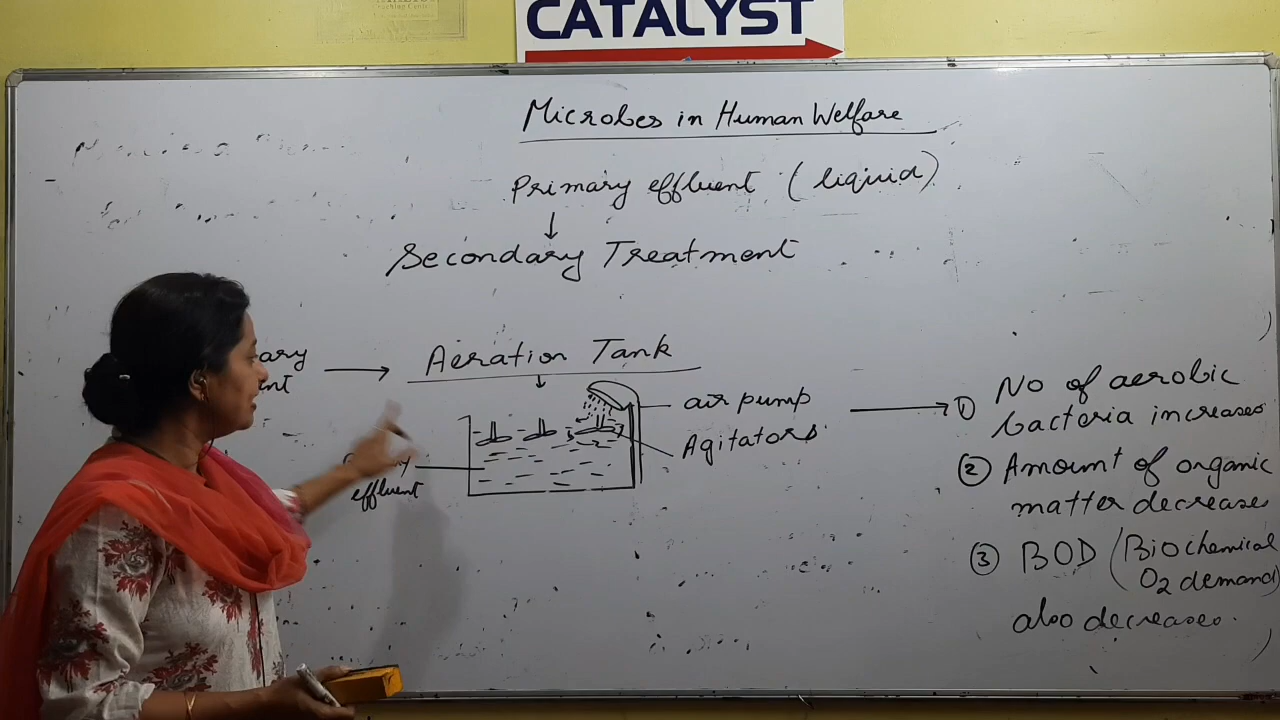 CATALYST
Microbes in Human Welfare
Primary effluent (liquid)
↓
Secondary Treatment
→ Aeration Tank
↓
air pump
Agitators
effluent
→ ① No of aerobic
bacteria increases
② Amount of organic
matter decreases
③ BOD (Biochemical
O2 demand)
also decreases.